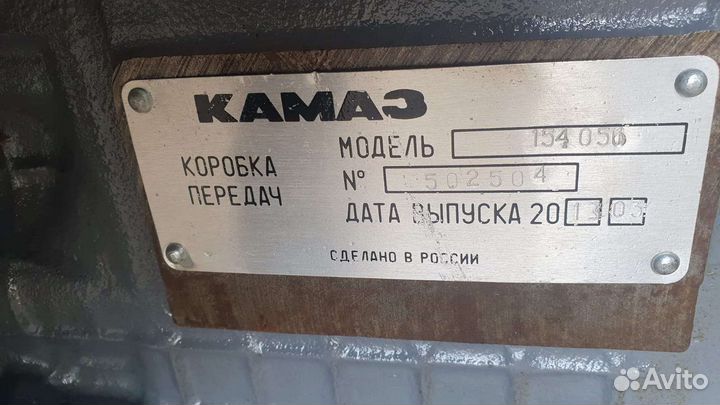 КАМАЗ
КОРОБКА ПЕРЕДАЧ
МОДЕЛЬ 154 056
№ 502504
ДАТА ВЫПУСКА 20 13 03
СДЕЛАНО В РОССИИ
Avito